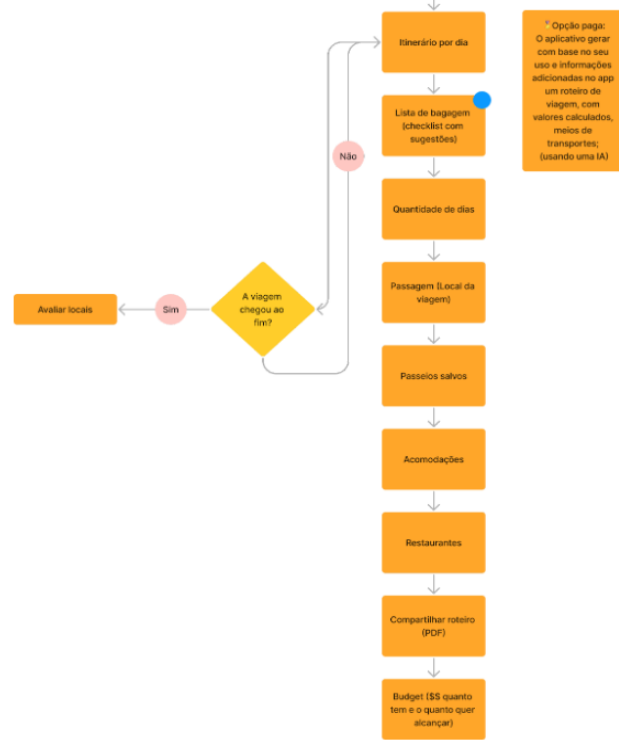 Itinerário por dia
*Opção paga:
O aplicativo gerar
com base no seu
uso e informações
adicionadas no app
um roteiro de
viagem, com
valores calculados,
meios de
transportes;
(usando uma IA)
Lista de bagagem
(checklist com
sugestões)
Não
Quantidade de dias
Passagem (Local da
viagem)
A viagem
chegou ao
fim?
Sim
Avaliar locais
Passeios salvos
Acomodações
Restaurantes
Compartilhar roteiro
(PDF)
Budget ($$ quanto
tem e o quanto quer
alcançar)